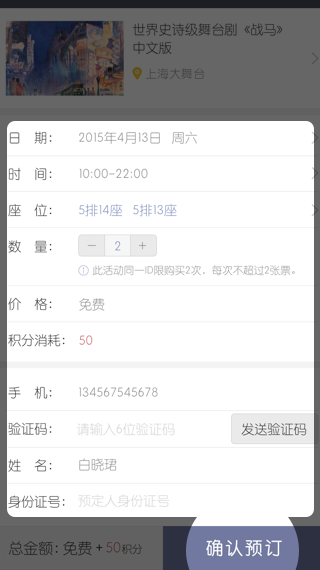 世界史诗级舞台剧《战马》
中文版
上海大舞台
日 期： 2015年4月13日 周六
时 间： 10:00-22:00
座 位： 5排14座 5排13座
数 量： − 2 +
此活动同一ID限购买2次，每次不超过2张票。
价 格： 免费
积分消耗： 50
手 机： 134567545678
验证码： 请输入6位验证码 发送验证码
姓 名： 白晓珺
身份证号： 预定人身份证号
总金额：免费+50积分 确认预订